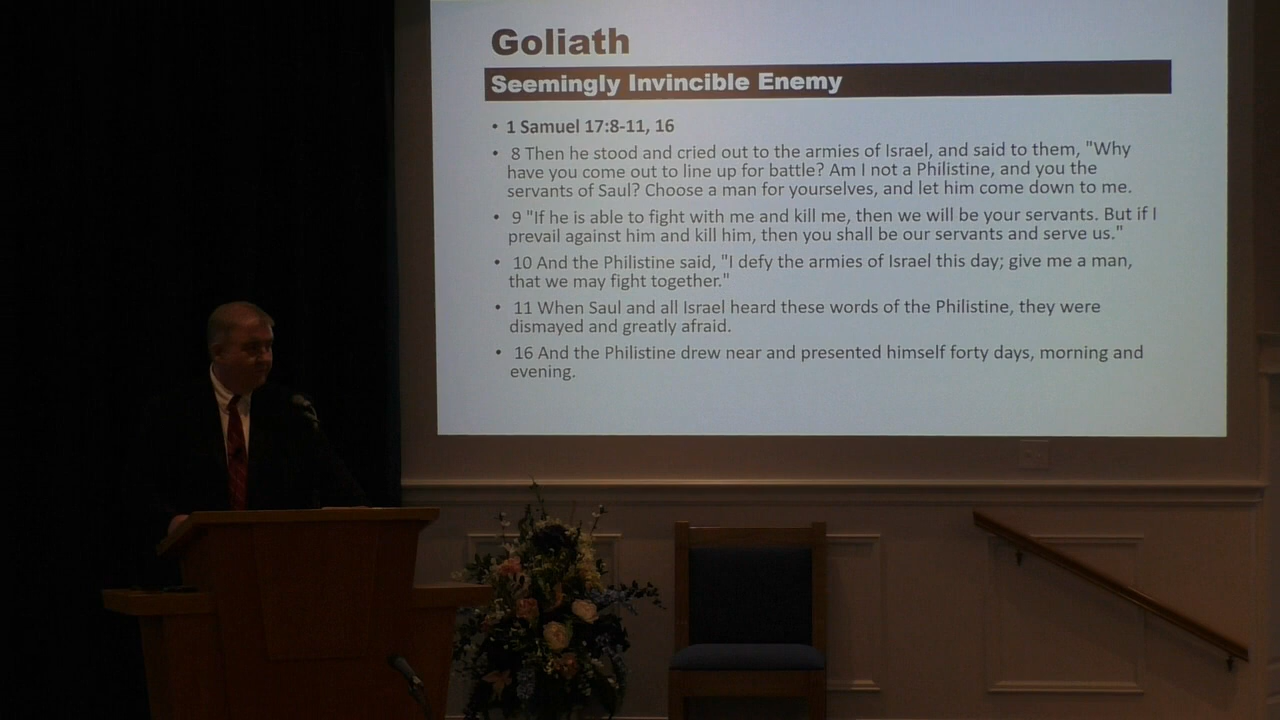 Goliath
Seemingly Invincible Enemy
• 1 Samuel 17:8-11, 16
• 8 Then he stood and cried out to the armies of Israel, and said to them, "Why
have you come out to line up for battle? Am I not a Philistine, and you the
servants of Saul? Choose a man for yourselves, and let him come down to me.
• 9 "If he is able to fight with me and kill me, then we will be your servants. But if I
prevail against him and kill him, then you shall be our servants and serve us."
• 10 And the Philistine said, "I defy the armies of Israel this day; give me a man,
that we may fight together."
• 11 When Saul and all Israel heard these words of the Philistine, they were
dismayed and greatly afraid.
• 16 And the Philistine drew near and presented himself forty days, morning and
evening.